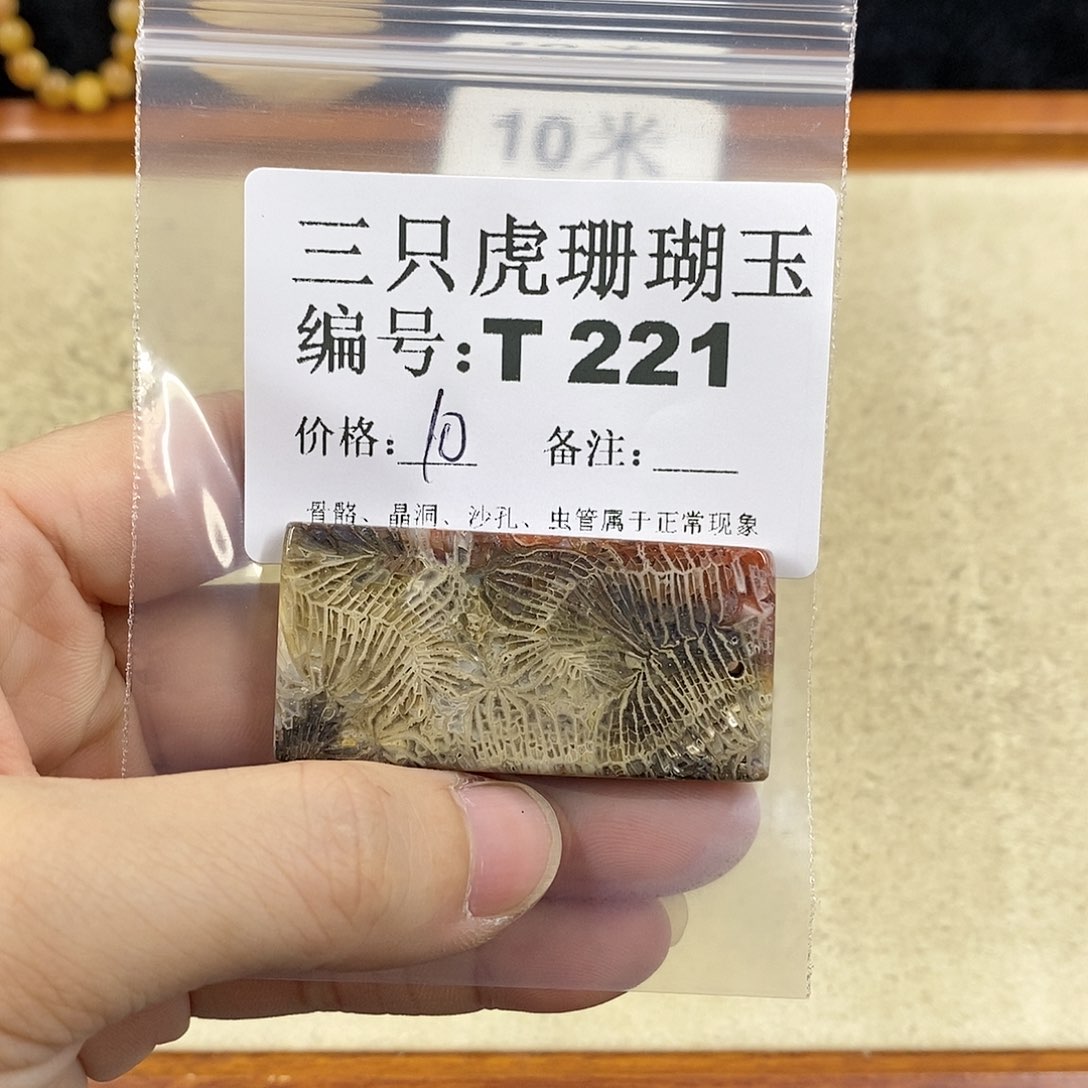 10米
三只虎珊瑚玉
编号:T 221
价格:10 备注:
骨骼、晶洞、沙孔、虫管属于正常现象